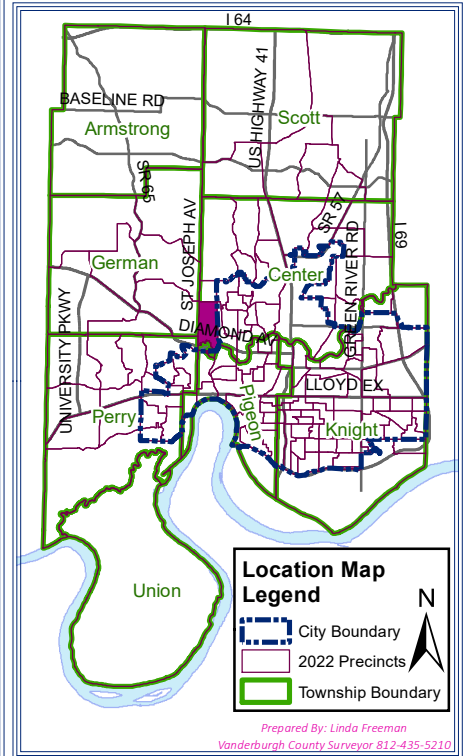 I 64
US HIGHWAY 41
BASELINE RD
Scott
Armstrong
SR 65
ST JOSEPH AV
SR 57
I 69
German
Center
GREEN RIVER RD
UNIVERSITY PKWY
DIAMOND AV
LLOYD EX
Perry
Pigeon
Knight
Union
Location Map
Legend
N
City Boundary
2022 Precincts
Township Boundary
Prepared By: Linda Freeman
Vanderburgh County Surveyor 812-435-5210